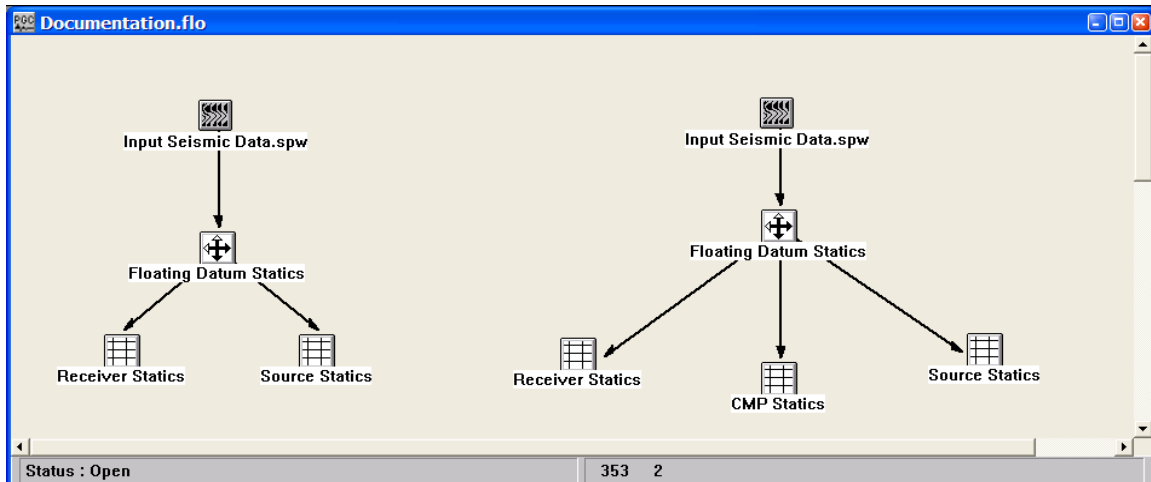 PGC Documentation.flo
Input Seismic Data.spw
Floating Datum Statics
Receiver Statics
Source Statics
Input Seismic Data.spw
Floating Datum Statics
Receiver Statics
CMP Statics
Source Statics
Status : Open
353 2